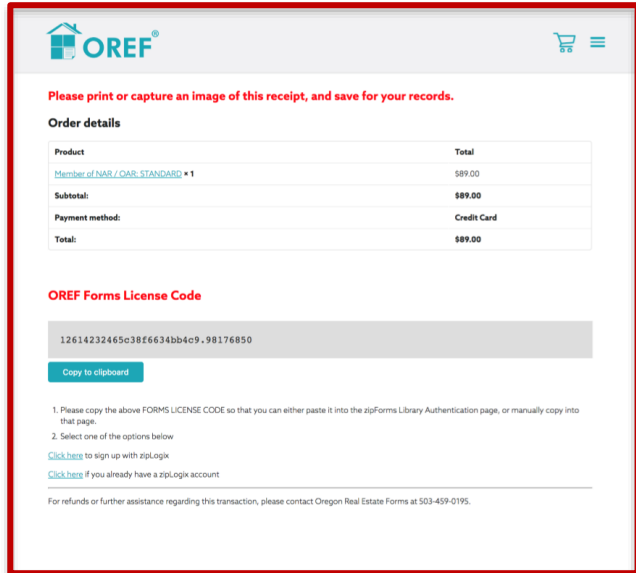 OREF®
Please print or capture an image of this receipt, and save for your records.
Order details
Product Total
Member of NAR / OAR: STANDARD × 1 $89.00
Subtotal: $89.00
Payment method: Credit Card
Total: $89.00
OREF Forms License Code
12614232465c38f6634bb4c9.98176850
Copy to clipboard
1. Please copy the above FORMS LICENSE CODE so that you can either paste it into the zipForms Library Authentication page, or manually copy into
that page.
2. Select one of the options below
Click here to sign up with zipLogix
Click here if you already have a zipLogix account
For refunds or further assistance regarding this transaction, please contact Oregon Real Estate Forms at 503-459-0195.